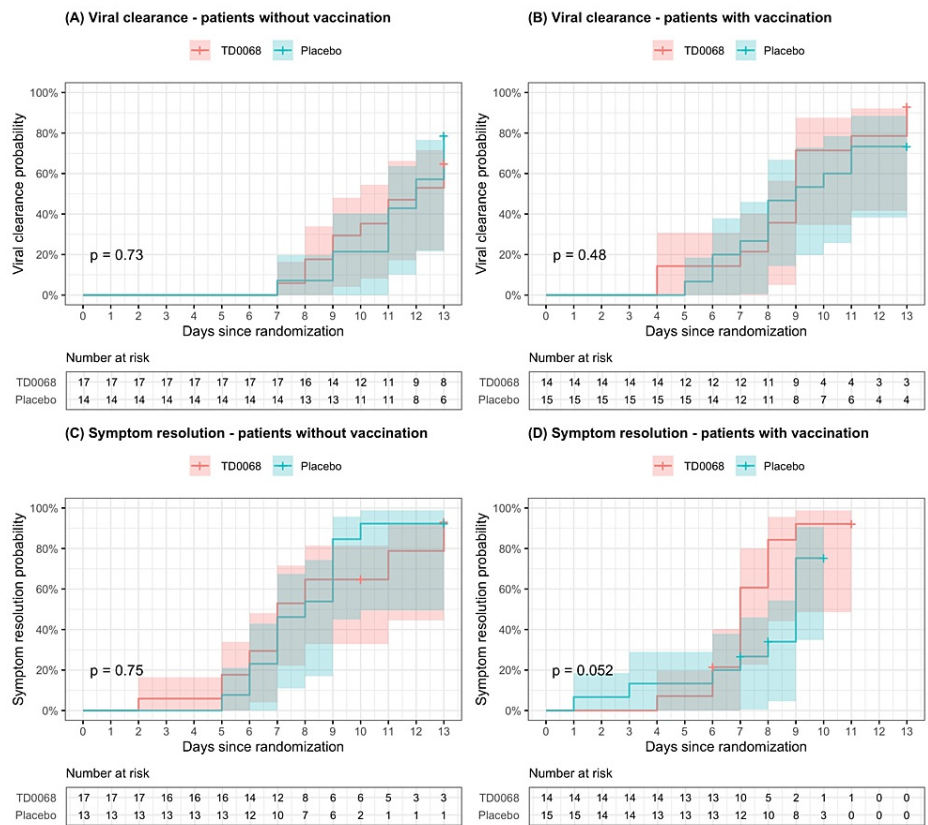 (A) Viral clearance - patients without vaccination
TD0068 Placebo
Viral clearance probability
100%
80%
60%
40%
20%
0%
p = 0.73
0 1 2 3 4 5 6 7 8 9 10 11 12 13
Days since randomization
Number at risk
TD0068 17 17 17 17 17 17 17 17 16 14 12 11 9 8
Placebo 14 14 14 14 14 14 14 14 13 13 11 11 8 6
(B) Viral clearance - patients with vaccination
TD0068 Placebo
Viral clearance probability
100%
80%
60%
40%
20%
0%
p = 0.48
0 1 2 3 4 5 6 7 8 9 10 11 12 13
Days since randomization
Number at risk
TD0068 14 14 14 14 14 12 12 12 11 9 4 4 3 3
Placebo 15 15 15 15 15 15 14 12 11 8 7 6 4 4
(C) Symptom resolution - patients without vaccination
TD0068 Placebo
Symptom resolution probability
100%
80%
60%
40%
20%
0%
p = 0.75
0 1 2 3 4 5 6 7 8 9 10 11 12 13
Days since randomization
Number at risk
TD0068 17 17 17 16 16 16 14 12 8 6 6 5 3 3
Placebo 13 13 13 13 13 13 12 10 7 6 2 1 1 1
(D) Symptom resolution - patients with vaccination
TD0068 Placebo
Symptom resolution probability
100%
80%
60%
40%
20%
0%
p = 0.052
0 1 2 3 4 5 6 7 8 9 10 11 12 13
Days since randomization
Number at risk
TD0068 14 14 14 14 14 13 13 10 5 2 1 1 0 0
Placebo 15 15 14 14 13 13 13 12 10 8 3 0 0 0